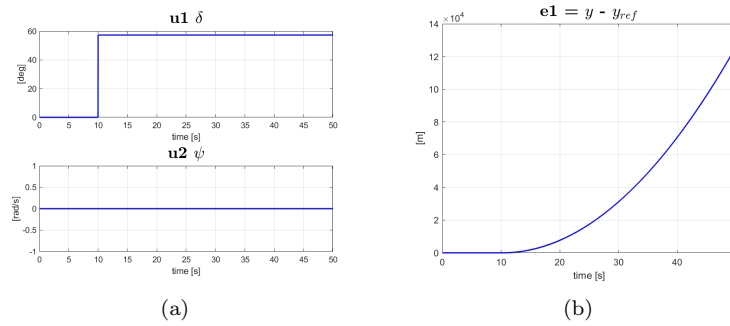 u1 δ
60
40
20
0
[deg]
0 5 10 15 20 25 30 35 40 45 50
time [s]
u2 ψ
1
0.5
0
-0.5
-1
[rad/s]
0 5 10 15 20 25 30 35 40 45 50
time [s]
(a)
e1 = y - y_ref
×10⁴
14
12
10
8
6
4
2
0
[m]
0 10 20 30 40
time [s]
(b)